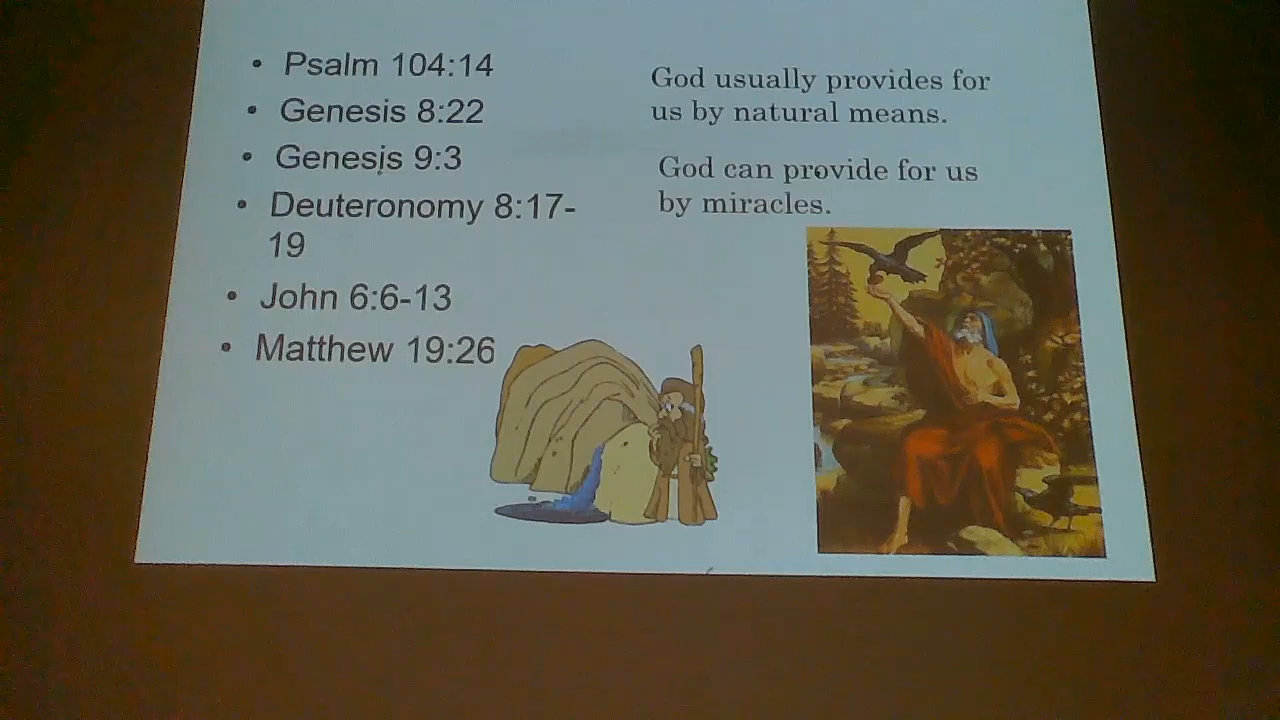 • Psalm 104:14
• Genesis 8:22
• Genesis 9:3
• Deuteronomy 8:17-
19
• John 6:6-13
• Matthew 19:26
God usually provides for
us by natural means.
God can provide for us
by miracles.